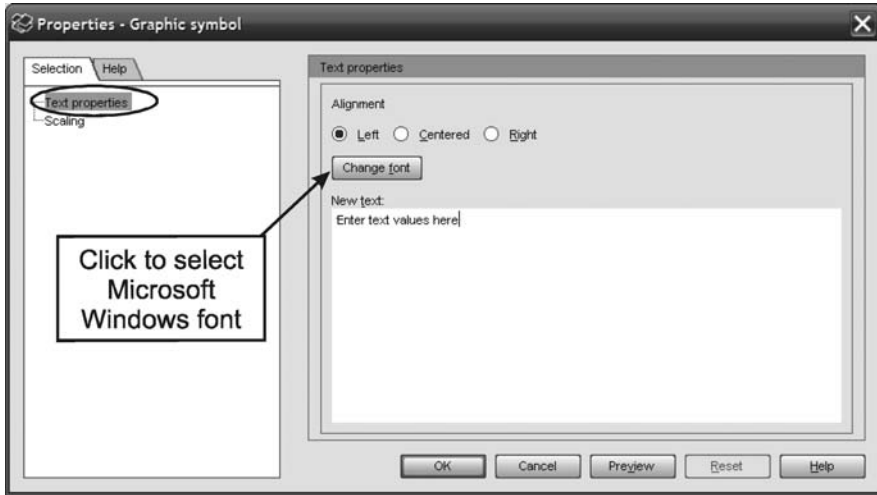 Properties - Graphic symbol
Selection
Help
Text properties
Scaling
Text properties
Alignment
Left
Centered
Right
Change font
New text:
Enter text values here
Click to select
Microsoft
Windows font
OK
Cancel
Preview
Reset
Help